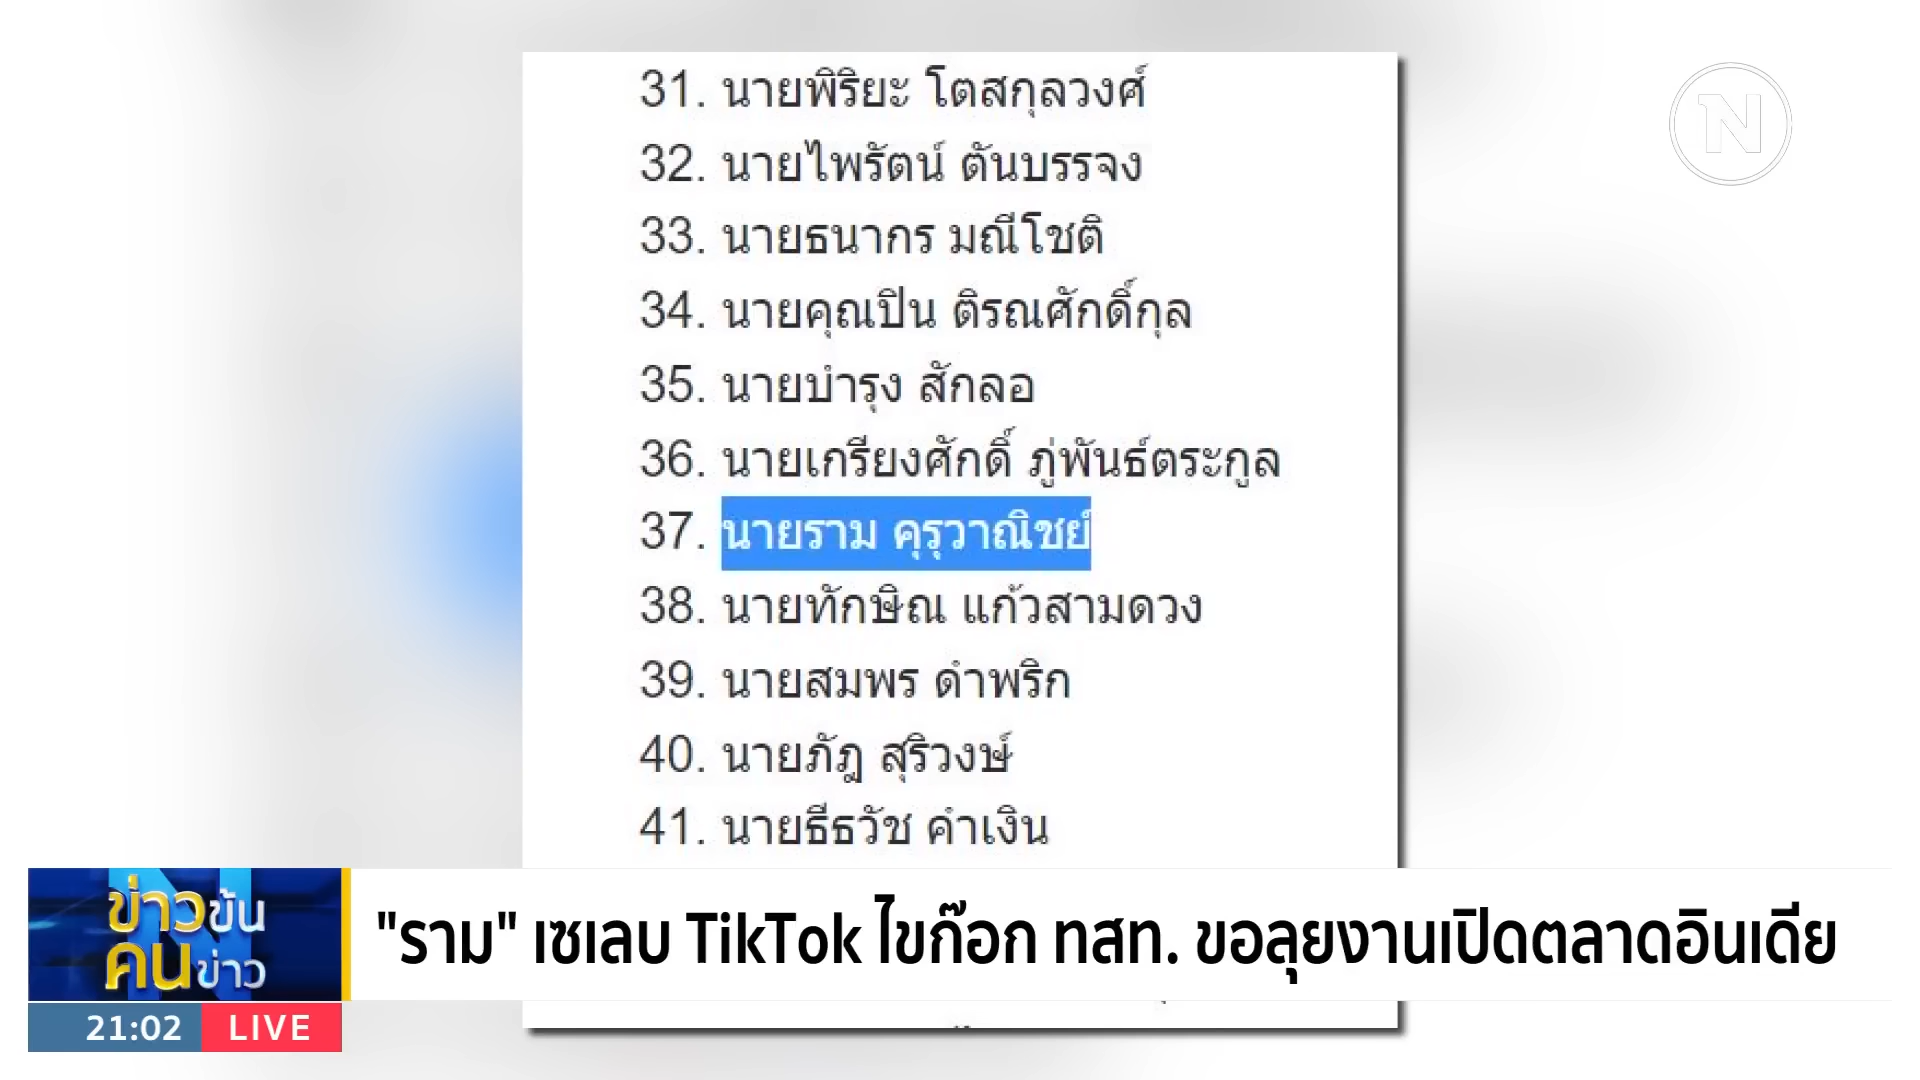 31. นายพิริยะ โตสกุลวงศ์
32. นายไพรัตน์ ตันบรรจง
33. นายธนากร มณีโชติ
34. นายคุณปิน ติรณศักดิ์กุล
35. นายบำรุง สักลอ
36. นายเกรียงศักดิ์ ภู่พันธ์ตระกูล
37. นายราม คุรุวาณิชย์
38. นายทักษิณ แก้วสามดวง
39. นายสมพร ดำพริก
40. นายภัฎ สุริวงษ์
41. นายธีธวัช คำเงิน
N
ข่าวข้น
คนข่าว
"ราม" เซเลบ TikTok ไขก๊อก ทสท. ขอลุยงานเปิดตลาดอินเดีย
21:02 LIVE